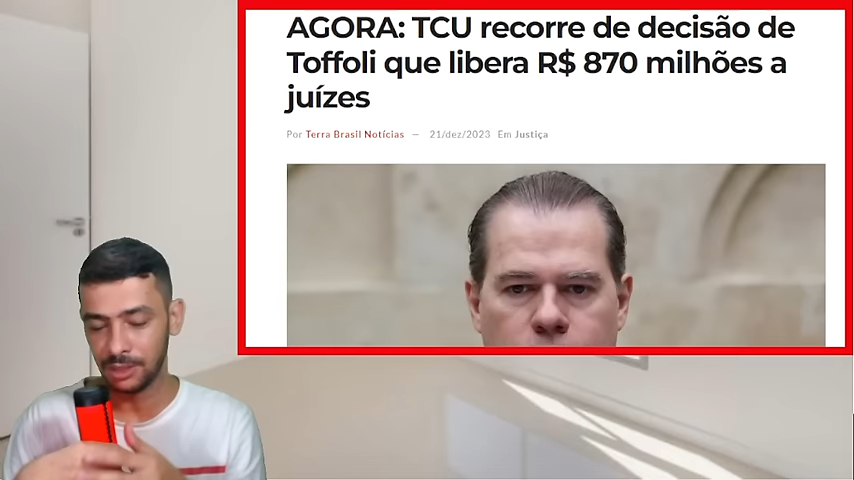 AGORA: TCU recorre de decisão de
Toffoli que libera R$ 870 milhões a
juízes
Por Terra Brasil Notícias — 21/dez/2023 Em Justiça